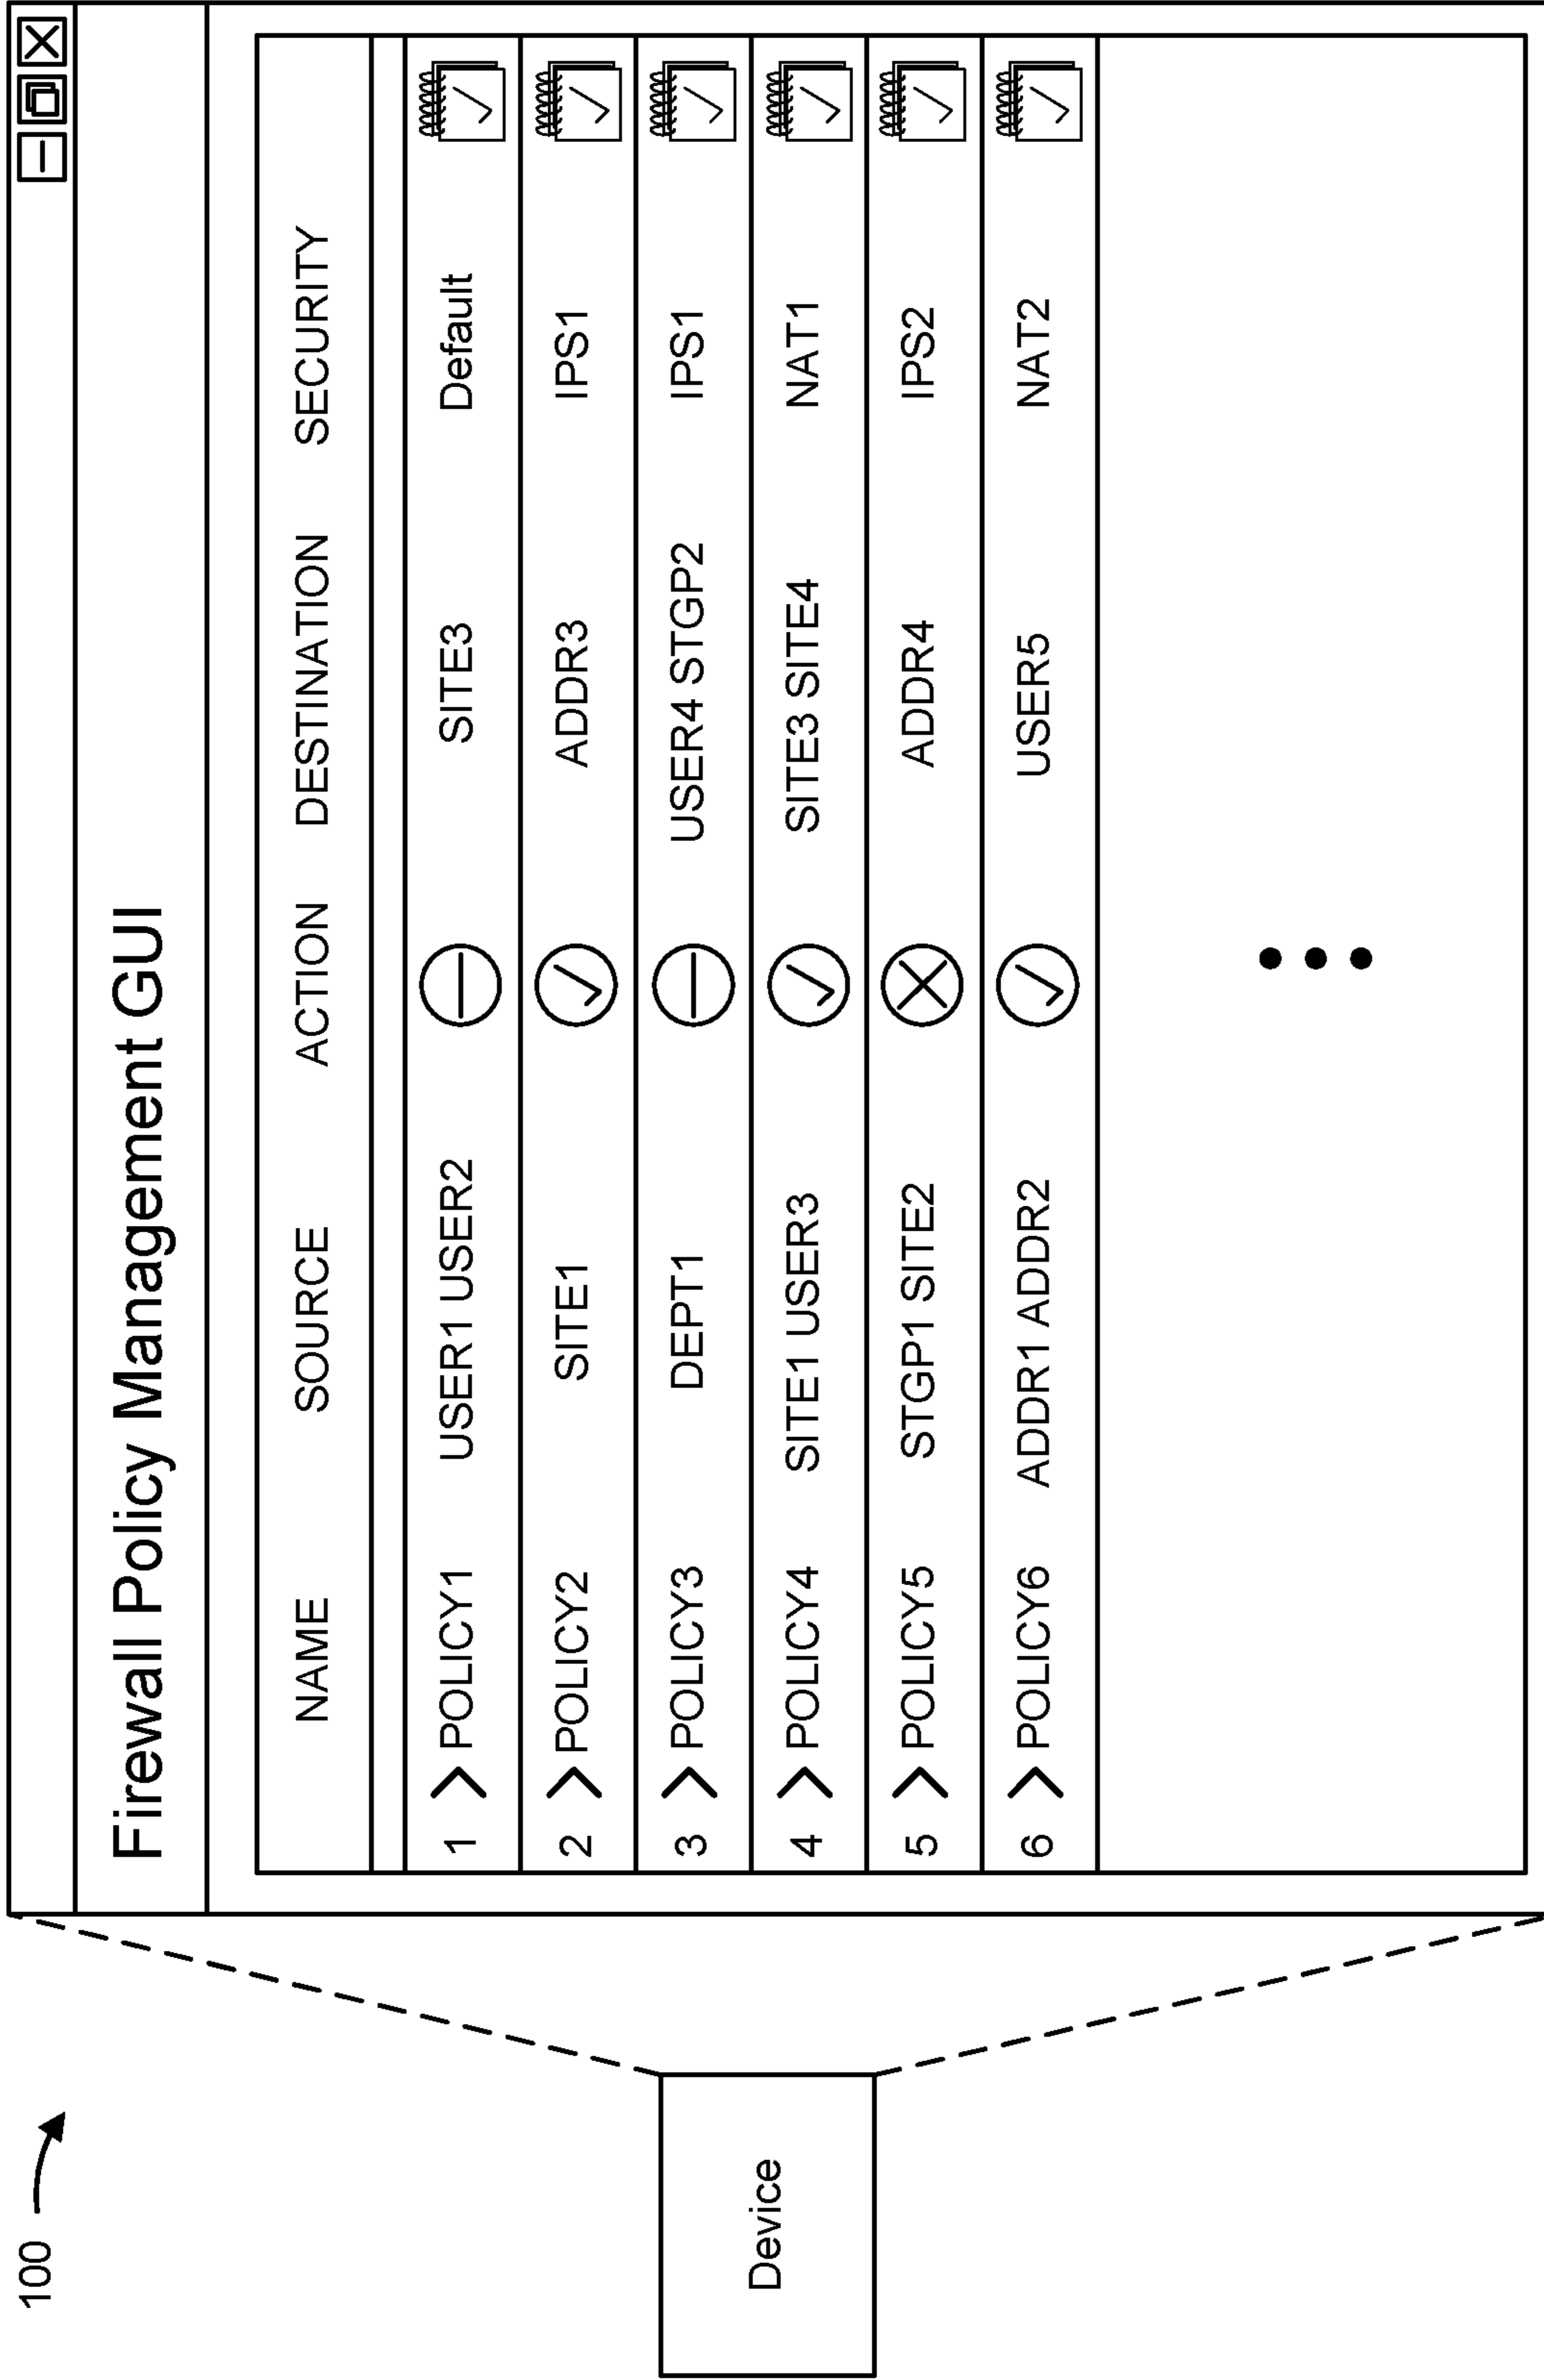 100
Firewall Policy Management GUI
NAME SOURCE ACTION DESTINATION SECURITY
1 POLICY1 USER1 USER2 SITE3 Default
2 POLICY2 SITE1 ADDR3 IPS1
3 POLICY3 DEPT1 USER4 STGP2 IPS1
4 POLICY4 SITE1 USER3 SITE3 SITE4 NAT1
5 POLICY5 STGP1 SITE2 ADDR4 IPS2
6 POLICY6 ADDR1 ADDR2 USER5 NAT2
Device